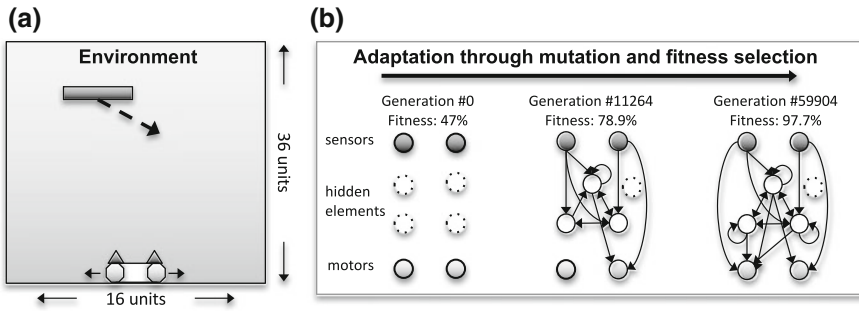 (a)
Environment
36 units
16 units
(b)
Adaptation through mutation and fitness selection
Generation #0
Fitness: 47%
Generation #11264
Fitness: 78.9%
Generation #59904
Fitness: 97.7%
sensors
hidden
elements
motors